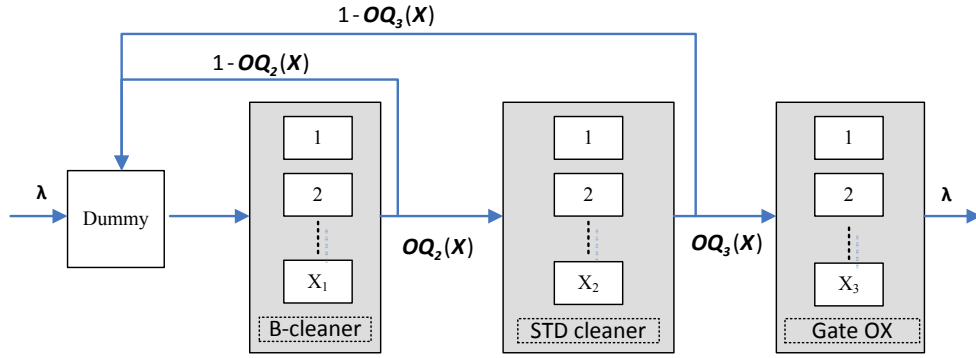 1-OQ₃(X)
1-OQ₂(X)
λ
Dummy
1
2
X₁
B-cleaner
OQ₂(X)
1
2
X₂
STD cleaner
OQ₃(X)
1
2
X₃
Gate OX
λ